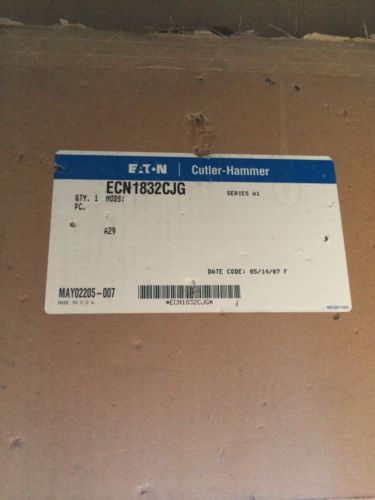 EATON | Cutler-Hammer
ECN1832CJG
SERIES A1
QTY. 1 MODS:
PC.
A29
DATE CODE: 05/14/07 F
MAY02205-007
MADE IN U.S.A.
*ECN1832CJG*
1